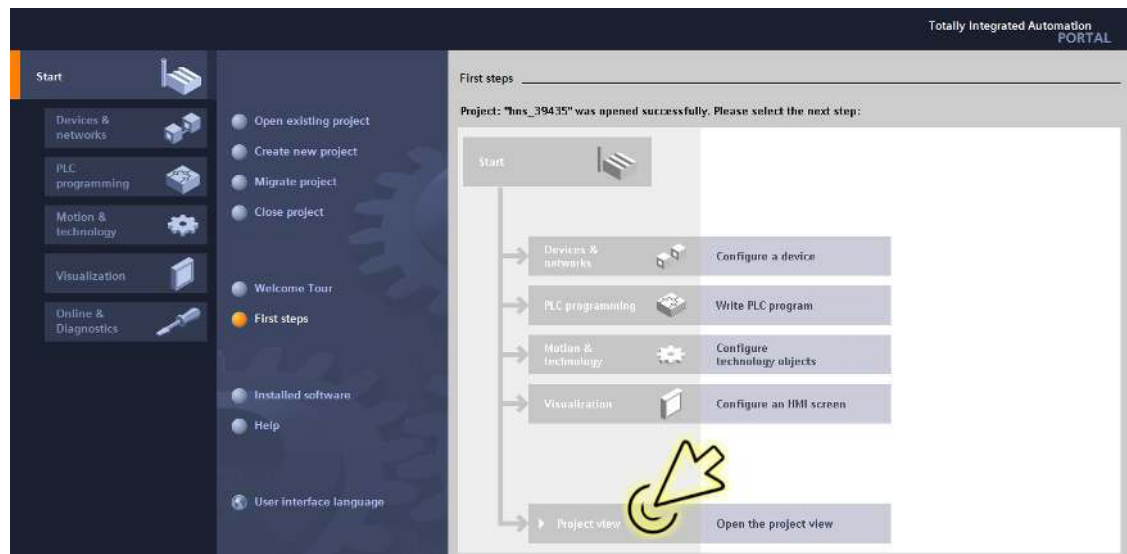 Totally Integrated Automation
PORTAL
Start
Devices &
networks
PLC
programming
Motion &
technology
Visualization
Online &
Diagnostics
Open existing project
Create new project
Migrate project
Close project
Welcome Tour
First steps
Installed software
Help
User interface language
First steps
Project: "hns_39435" was opened successfully. Please select the next step:
Start
Devices &
networks
Configure a device
PLC programming
Write PLC program
Motion &
technology
Configure
technology objects
Visualization
Configure an HMI screen
Project view
Open the project view